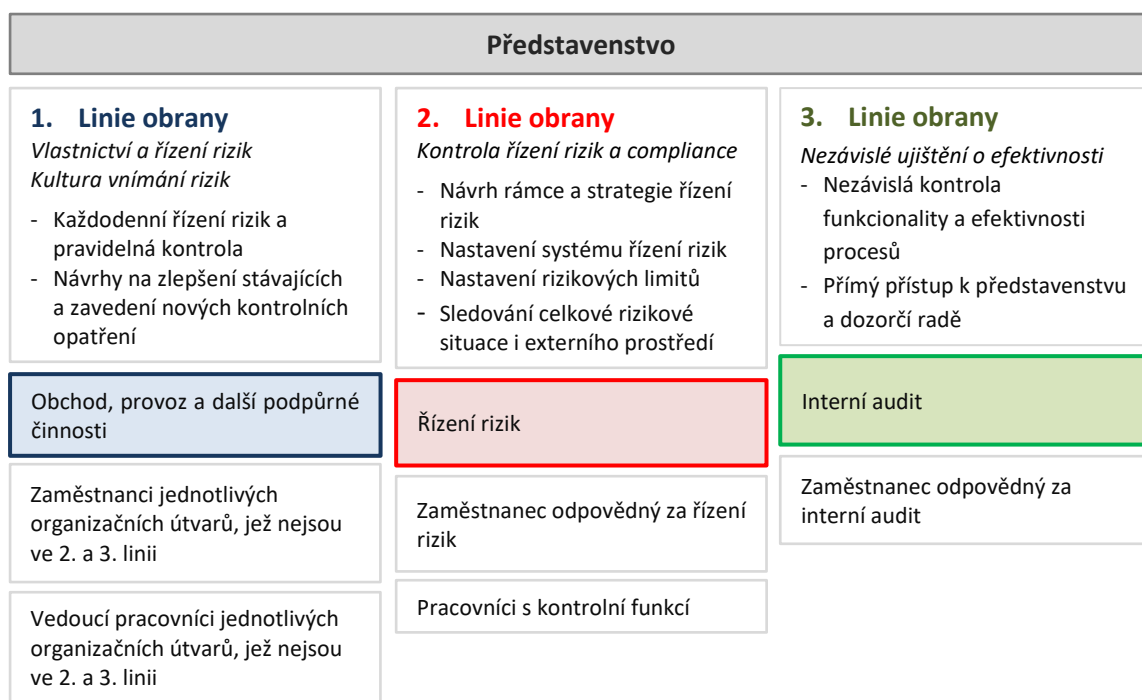 Představenstvo
1. Linie obrany
Vlastnictví a řízení rizik
Kultura vnímání rizik
- Každodenní řízení rizik a
pravidelná kontrola
- Návrhy na zlepšení stávajících
a zavedení nových kontrolních
opatření
Obchod, provoz a další podpůrné
činnosti
Zaměstnanci jednotlivých
organizačních útvarů, jež nejsou
ve 2. a 3. linii
Vedoucí pracovníci jednotlivých
organizačních útvarů, jež nejsou
ve 2. a 3. linii
2. Linie obrany
Kontrola řízení rizik a compliance
- Návrh rámce a strategie řízení
rizik
- Nastavení systému řízení rizik
- Nastavení rizikových limitů
- Sledování celkové rizikové
situace i externího prostředí
Řízení rizik
Zaměstnanec odpovědný za řízení
rizik
Pracovníci s kontrolní funkcí
3. Linie obrany
Nezávislé ujištění o efektivnosti
- Nezávislá kontrola
funkcionality a efektivnosti
procesů
- Přímý přístup k představenstvu
a dozorčí radě
Interní audit
Zaměstnanec odpovědný za
interní audit